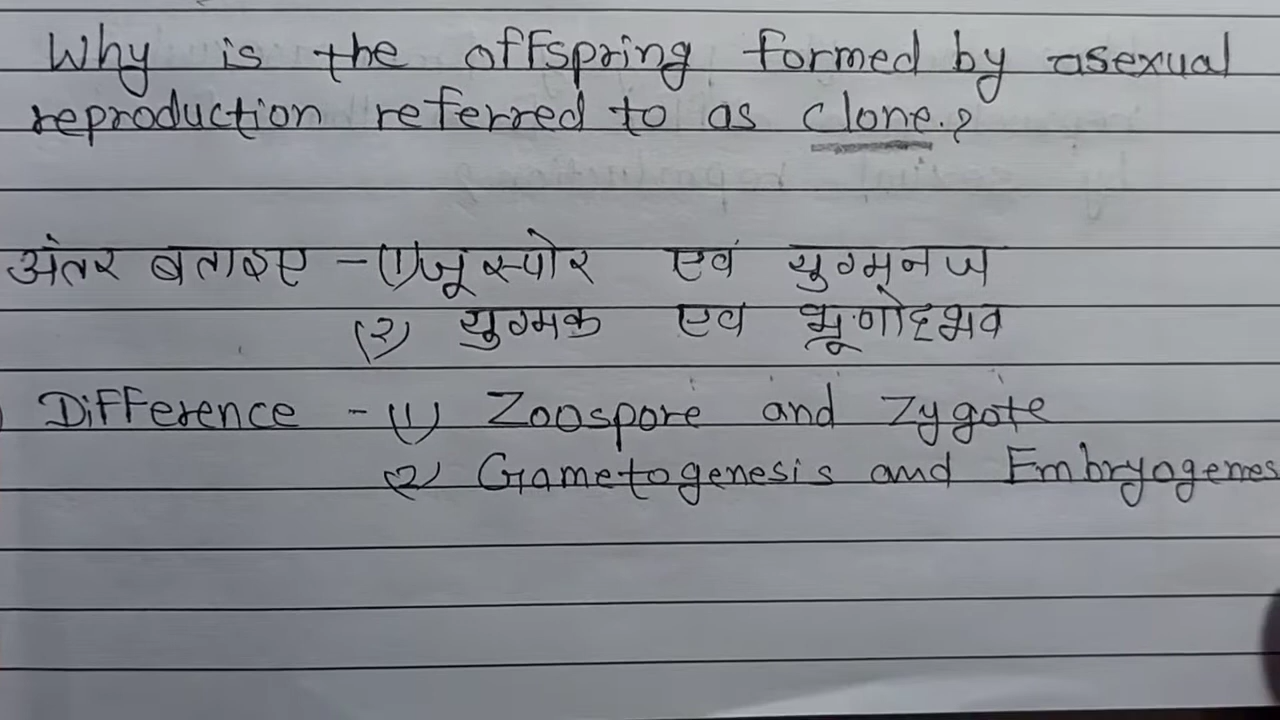 Why is the offspring formed by asexual
reproduction referred to as clone.?
अंतर बताइए - (1) जू स्पोर एवं युग्मनज
(२) युग्मक एवं भ्रूणोद्भव
Difference - (1) Zoospore and Zygote
(2) Gametogenesis and Embryogenes